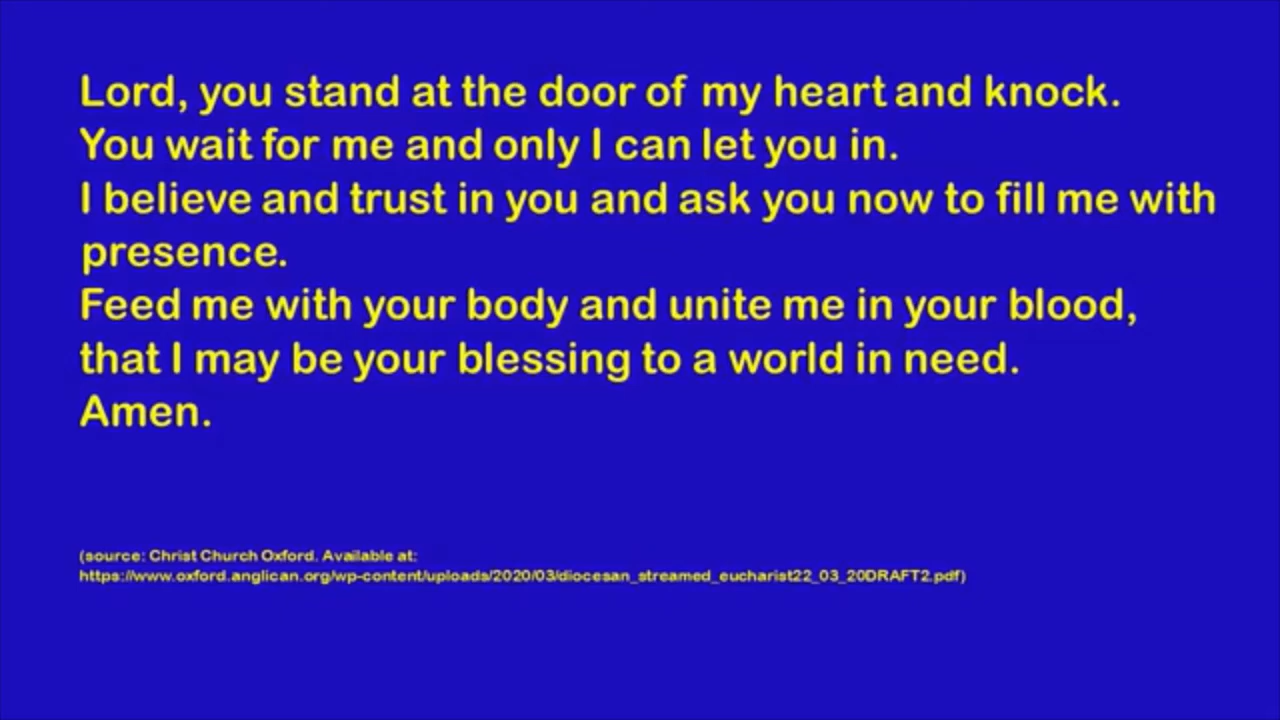 Lord, you stand at the door of my heart and knock.
You wait for me and only I can let you in.
I believe and trust in you and ask you now to fill me with
presence.
Feed me with your body and unite me in your blood,
that I may be your blessing to a world in need.
Amen.
(source: Christ Church Oxford. Available at:
https://www.oxford.anglican.org/wp-content/uploads/2020/03/diocesan_streamed_eucharist22_03_20DRAFT2.pdf)